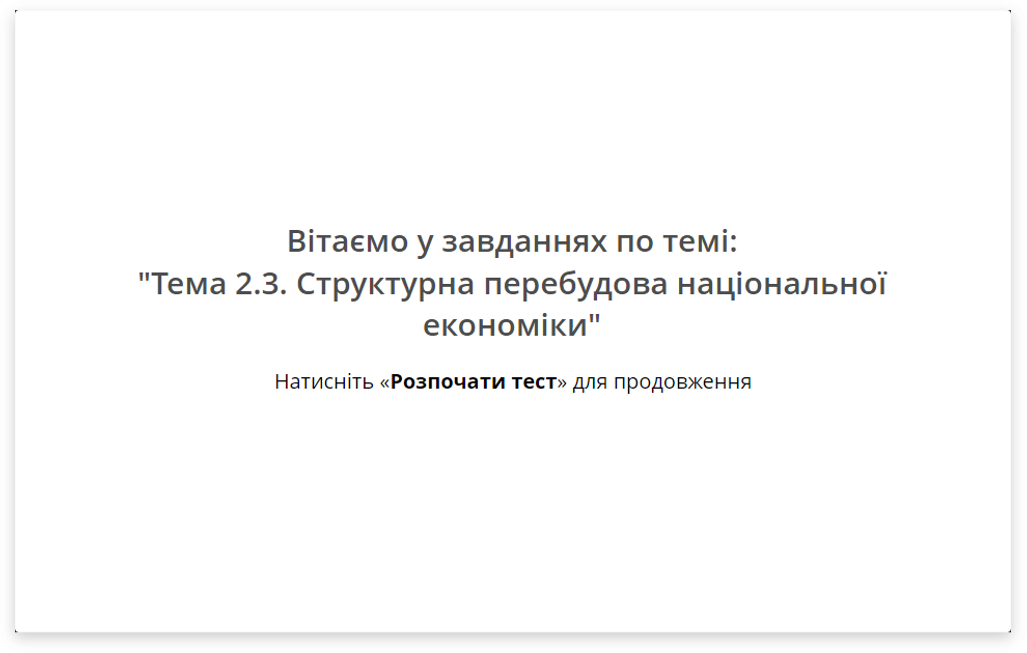 Вітаємо у завданнях по темі:
"Тема 2.3. Структурна перебудова національної
економіки"
Натисніть «Розпочати тест» для продовження